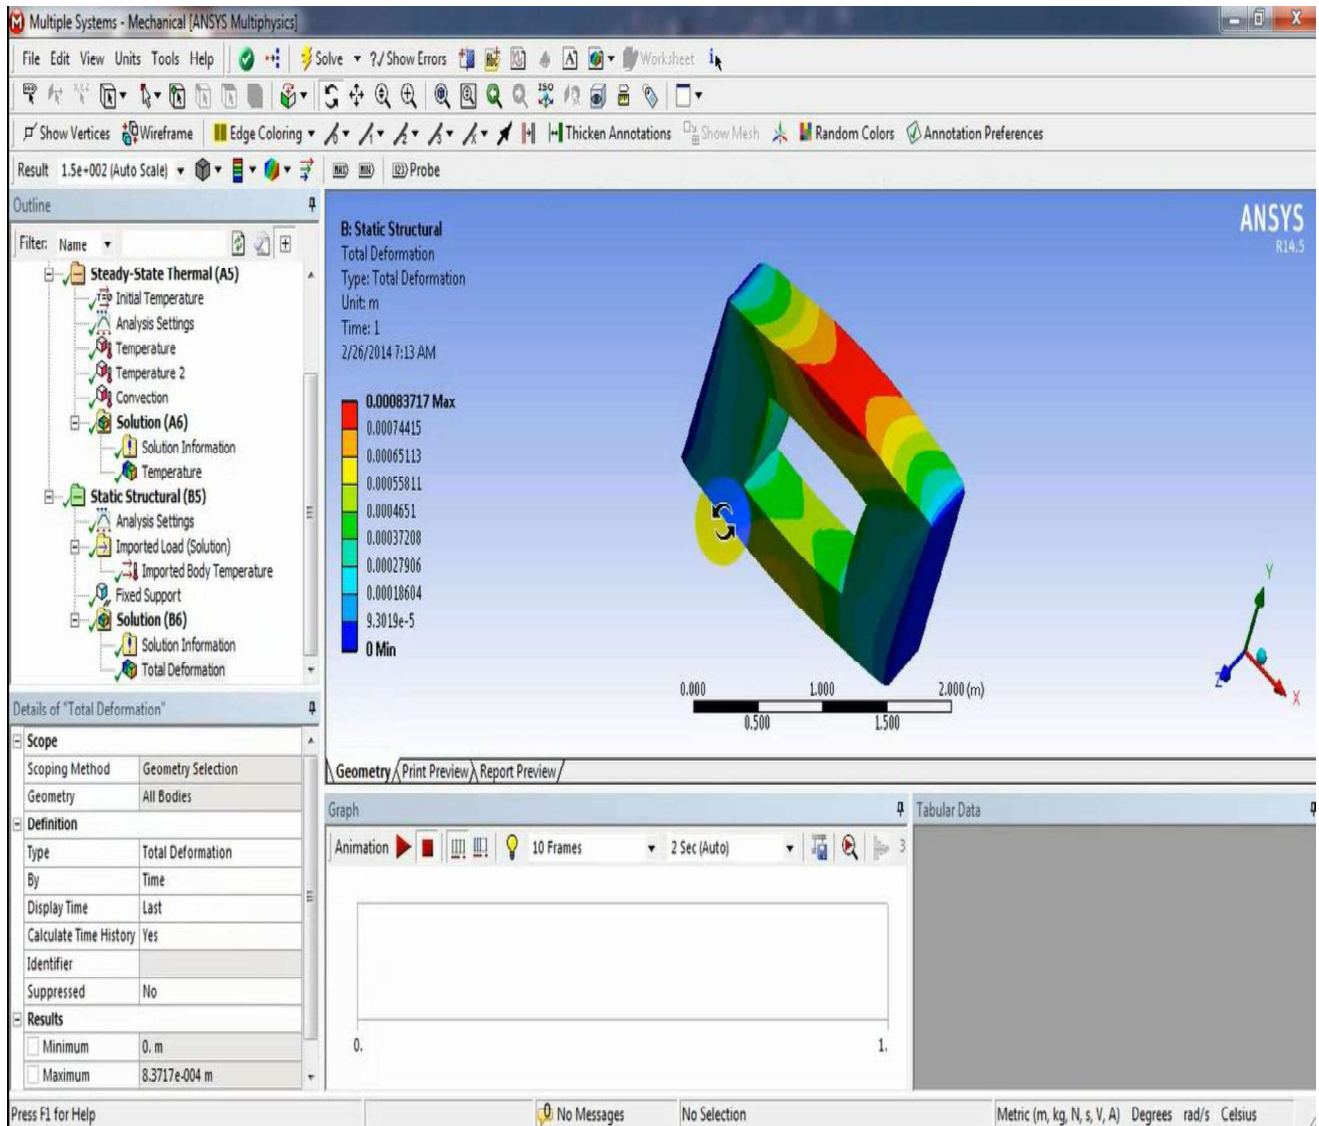 Multiple Systems - Mechanical [ANSYS Multiphysics]
File Edit View Units Tools Help Solve ?/ Show Errors Worksheet
Show Vertices Wireframe Edge Coloring Thicken Annotations Show Mesh Random Colors Annotation Preferences
Result 1.5e+002 (Auto Scale) MAX MIN Probe
Outline
Filter: Name
Steady-State Thermal (A5)
Initial Temperature
Analysis Settings
Temperature
Temperature 2
Convection
Solution (A6)
Solution Information
Temperature
Static Structural (B5)
Analysis Settings
Imported Load (Solution)
Imported Body Temperature
Fixed Support
Solution (B6)
Solution Information
Total Deformation
B: Static Structural
Total Deformation
Type: Total Deformation
Unit: m
Time: 1
2/26/2014 7:13 AM
0.00083717 Max
0.00074415
0.00065113
0.00055811
0.0004651
0.00037208
0.00027906
0.00018604
9.3019e-5
0 Min
ANSYS
R14.5
0.000 1.000 2.000 (m)
0.500 1.500
Y
Z
X
Details of "Total Deformation"
Scope
Scoping Method Geometry Selection
Geometry All Bodies
Definition
Type Total Deformation
By Time
Display Time Last
Calculate Time History Yes
Identifier
Suppressed No
Results
Minimum 0. m
Maximum 8.3717e-004 m
Geometry Print Preview Report Preview
Graph
Animation 10 Frames 2 Sec (Auto) 3
0. 1.
Tabular Data
Press F1 for Help 0 No Messages No Selection Metric (m, kg, N, s, V, A) Degrees rad/s Celsius